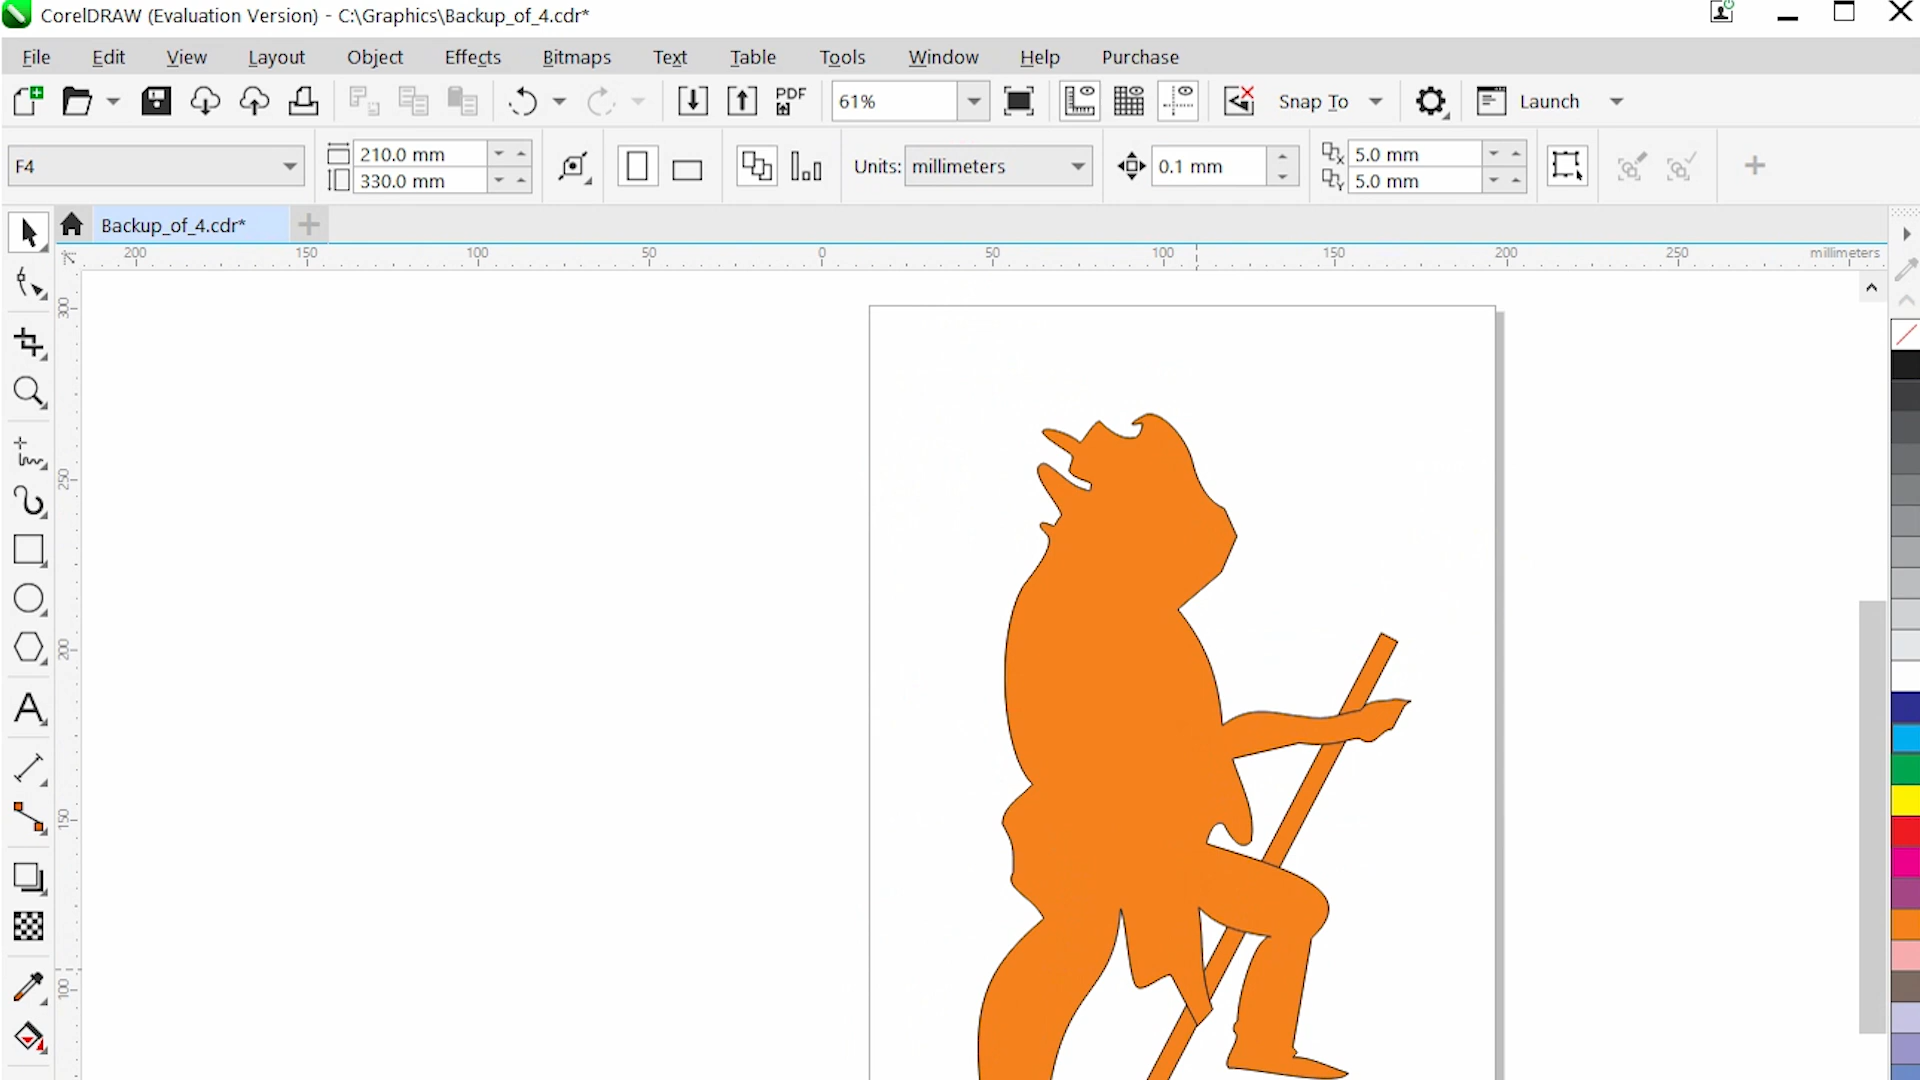 CorelDRAW (Evaluation Version) - C:\Graphics\Backup_of_4.cdr*
File Edit View Layout Object Effects Bitmaps Text Table Tools Window Help Purchase
PDF 61% Snap To Launch
F4 210.0 mm 330.0 mm Units: millimeters 0.1 mm 5.0 mm 5.0 mm
Backup_of_4.cdr*
200 150 100 50 0 50 100 150 200 250 millimeters
300
250
200
150
100